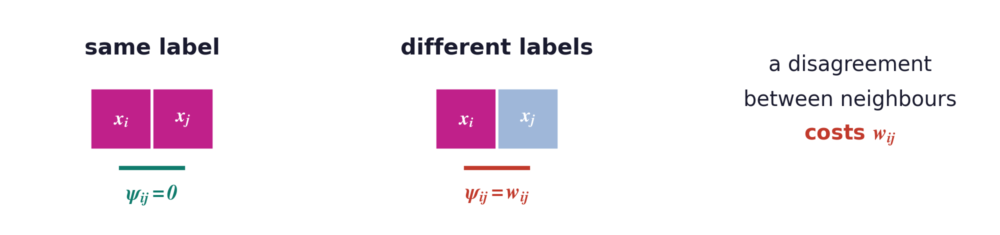 same label
different labels
a disagreement
between neighbours
costs w_ij
x_i x_j
x_i x_j
ψ_ij = 0
ψ_ij = w_ij